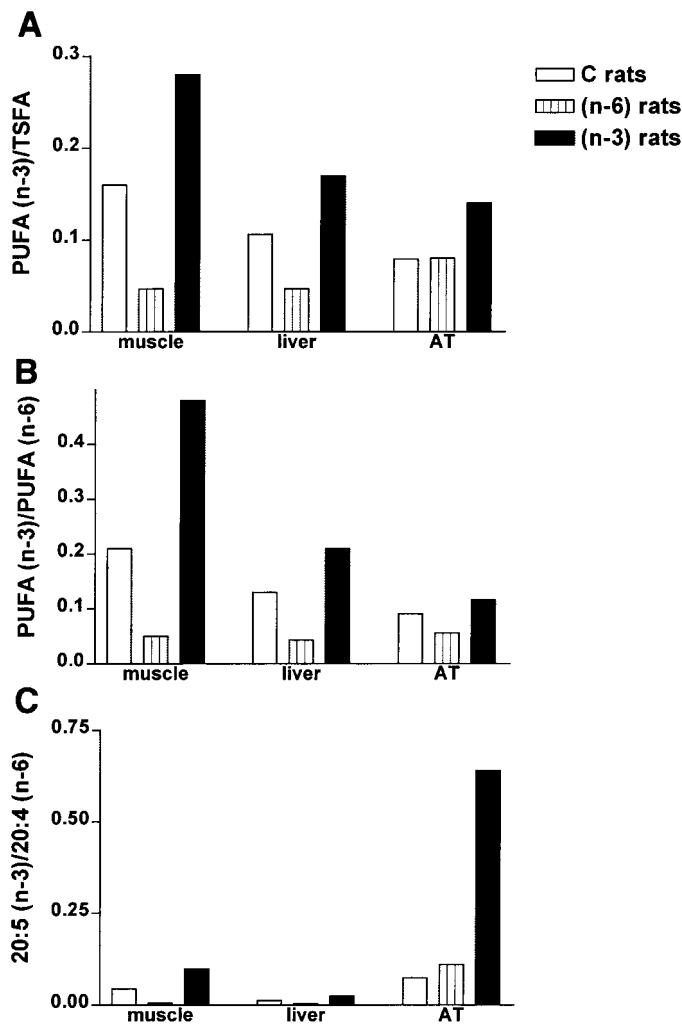 A
PUFA (n-3)/TSFA
0.3
0.2
0.1
0.0
muscle liver AT
C rats
(n-6) rats
(n-3) rats
B
PUFA (n-3)/PUFA (n-6)
0.4
0.3
0.2
0.1
0.0
muscle liver AT
C
20:5 (n-3)/20:4 (n-6)
0.75
0.50
0.25
0.00
muscle liver AT